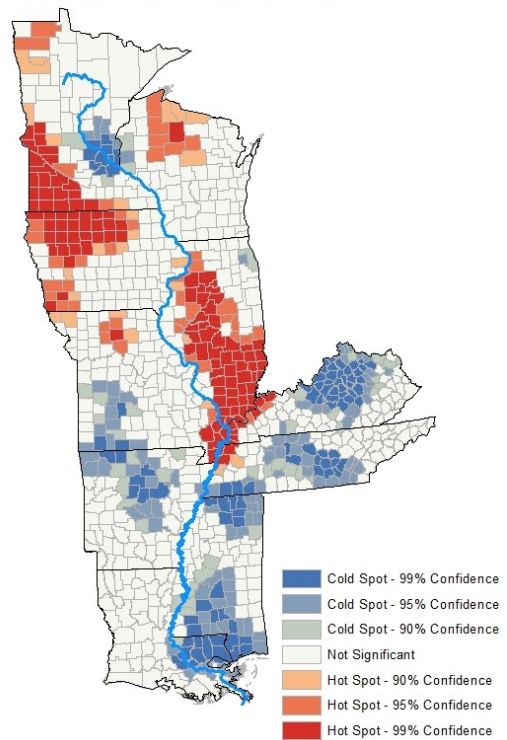 Cold Spot - 99% Confidence
Cold Spot - 95% Confidence
Cold Spot - 90% Confidence
Not Significant
Hot Spot - 90% Confidence
Hot Spot - 95% Confidence
Hot Spot - 99% Confidence